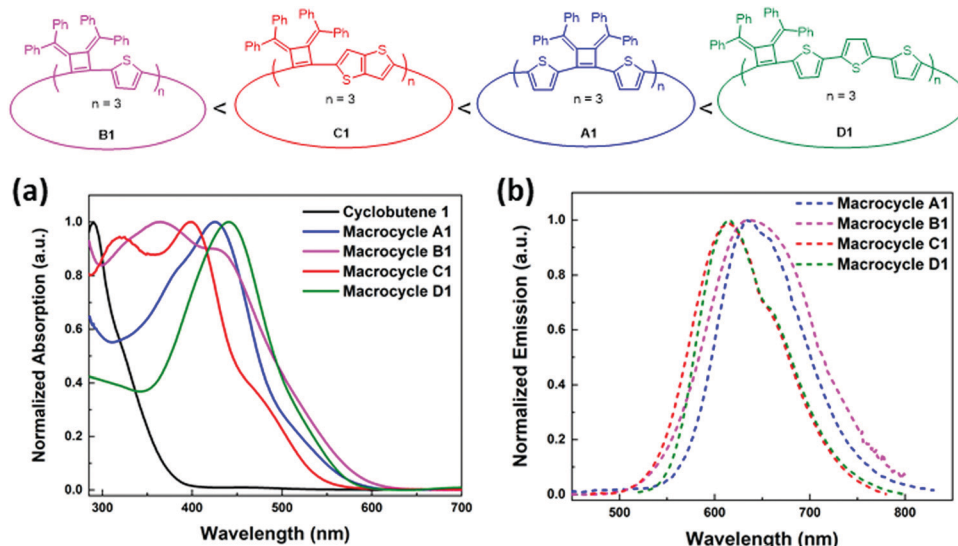 Ph Ph Ph Ph
S
n = 3
n
B1
<
Ph Ph Ph Ph
S
S
n = 3
n
C1
<
Ph Ph Ph Ph
S S
n = 3
n
A1
<
Ph Ph Ph Ph
S S S
n = 3
n
D1
(a)
Normalized Absorption (a.u.)
1.0
0.8
0.6
0.4
0.2
0.0
Cyclobutene 1
Macrocycle A1
Macrocycle B1
Macrocycle C1
Macrocycle D1
300 400 500 600 700
Wavelength (nm)
(b)
Normalized Emission (a.u.)
1.0
0.8
0.6
0.4
0.2
0.0
Macrocycle A1
Macrocycle B1
Macrocycle C1
Macrocycle D1
500 600 700 800
Wavelength (nm)